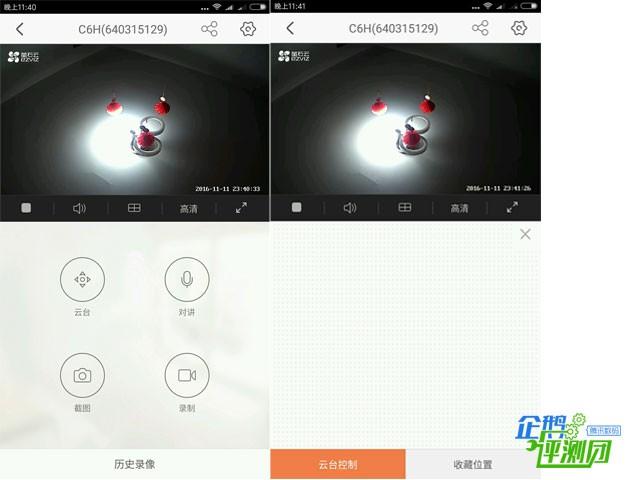 晚上11:40
C6H(640315129)
萤石云
EZVIZ
2016-11-11 23:40:33
高清
云台
对讲
截图
录制
历史录像
晚上11:41
C6H(640315129)
萤石云
EZVIZ
2016-11-11 23:41:26
高清
云台控制
收藏位置
企鹅
腾讯数码
评测团